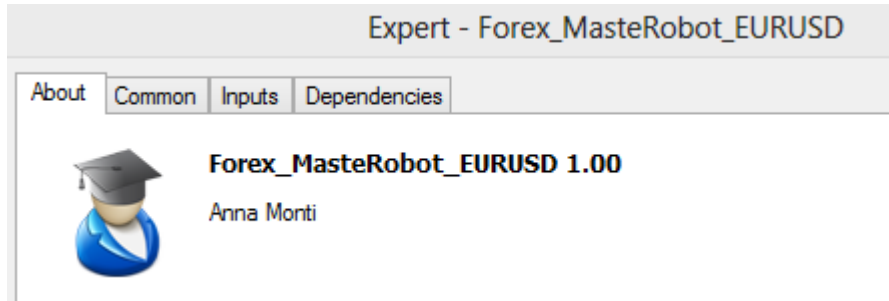 Expert - Forex_MasteRobot_EURUSD
About Common Inputs Dependencies
Forex_MasteRobot_EURUSD 1.00
Anna Monti